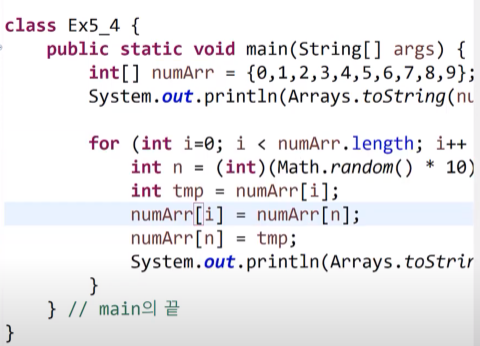 class Ex5_4 {
public static void main(String[] args) {
int[] numArr = {0,1,2,3,4,5,6,7,8,9};
System.out.println(Arrays.toString(nu
for (int i=0; i < numArr.length; i++
int n = (int)(Math.random() * 10)
int tmp = numArr[i];
numArr[i] = numArr[n];
numArr[n] = tmp;
System.out.println(Arrays.toStrin
}
} // main의 끝
}